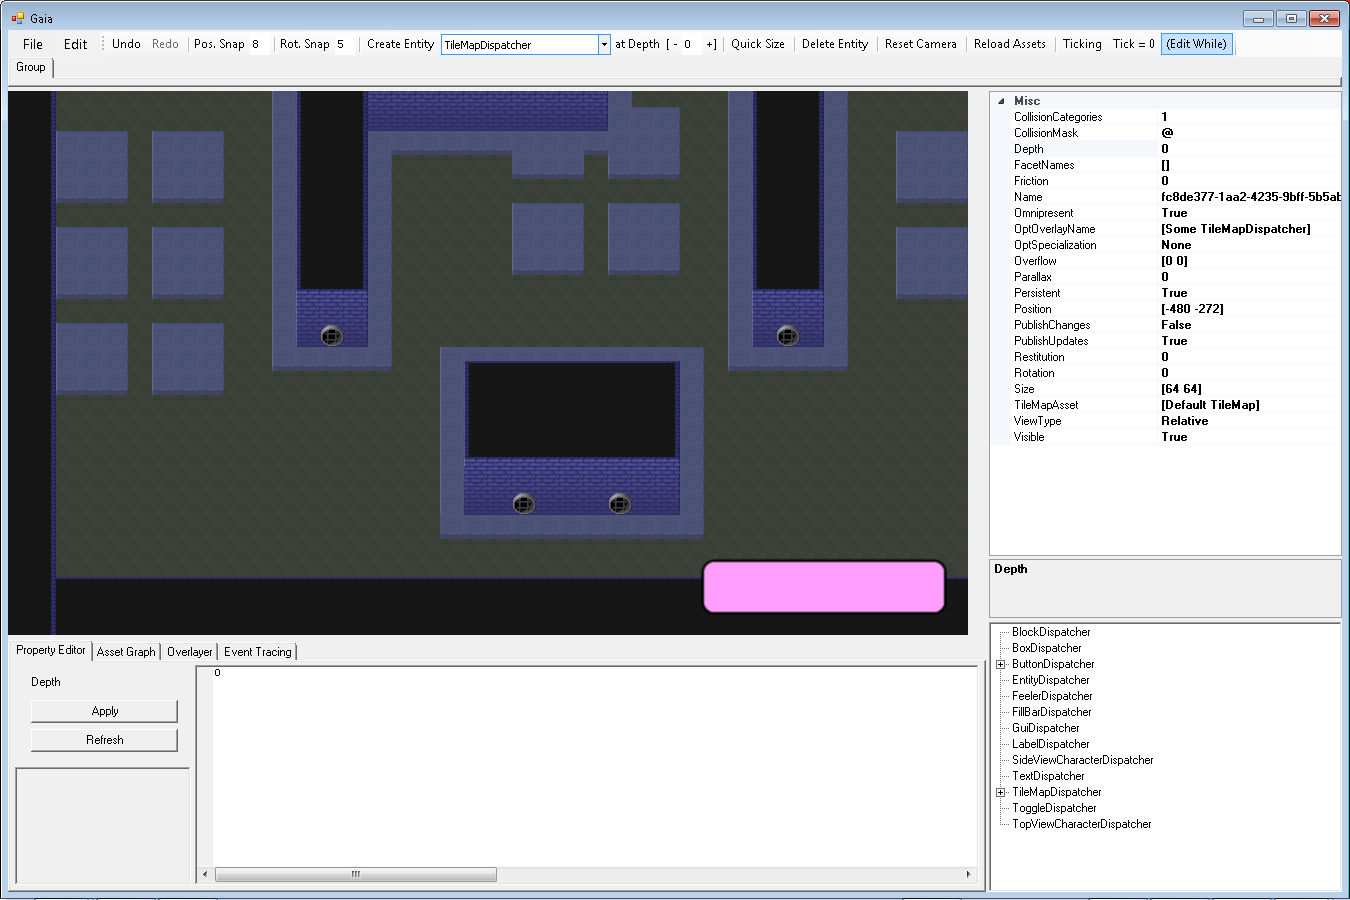 Gaia
File Edit Undo Redo Pos. Snap 8 Rot. Snap 5 Create Entity TileMapDispatcher at Depth [ - 0 +] Quick Size Delete Entity Reset Camera Reload Assets Ticking Tick = 0 (Edit While)
Group
Misc
CollisionCategories 1
CollisionMask @
Depth 0
FacetNames []
Friction 0
Name fc8de377-1aa2-4235-9bff-5b5ab
Omnipresent True
OptOverlayName [Some TileMapDispatcher]
OptSpecialization None
Overflow [0 0]
Parallax 0
Persistent True
Position [-480 -272]
PublishChanges False
PublishUpdates True
Restitution 0
Rotation 0
Size [64 64]
TileMapAsset [Default TileMap]
ViewType Relative
Visible True
Depth
BlockDispatcher
BoxDispatcher
ButtonDispatcher
EntityDispatcher
FeelerDispatcher
FillBarDispatcher
GuiDispatcher
LabelDispatcher
SideViewCharacterDispatcher
TextDispatcher
TileMapDispatcher
ToggleDispatcher
TopViewCharacterDispatcher
Property Editor Asset Graph Overlayer Event Tracing
Depth
Apply
Refresh
0